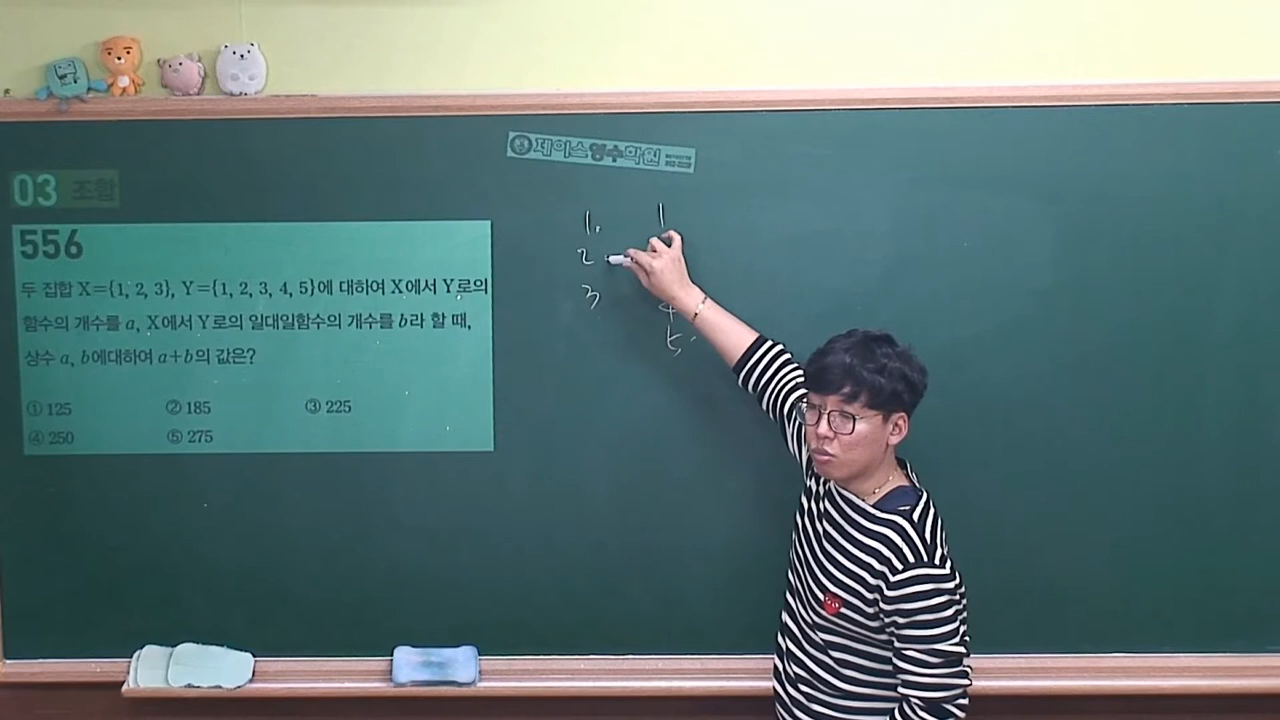 제이스영수학원
03 조합
556
두 집합 X={1, 2, 3}, Y={1, 2, 3, 4, 5}에 대하여 X에서 Y로의
함수의 개수를 a, X에서 Y로의 일대일함수의 개수를 b라 할 때,
상수 a, b에대하여 a+b의 값은?
① 125 ② 185 ③ 225
④ 250 ⑤ 275
1. 1
2
3
4
5